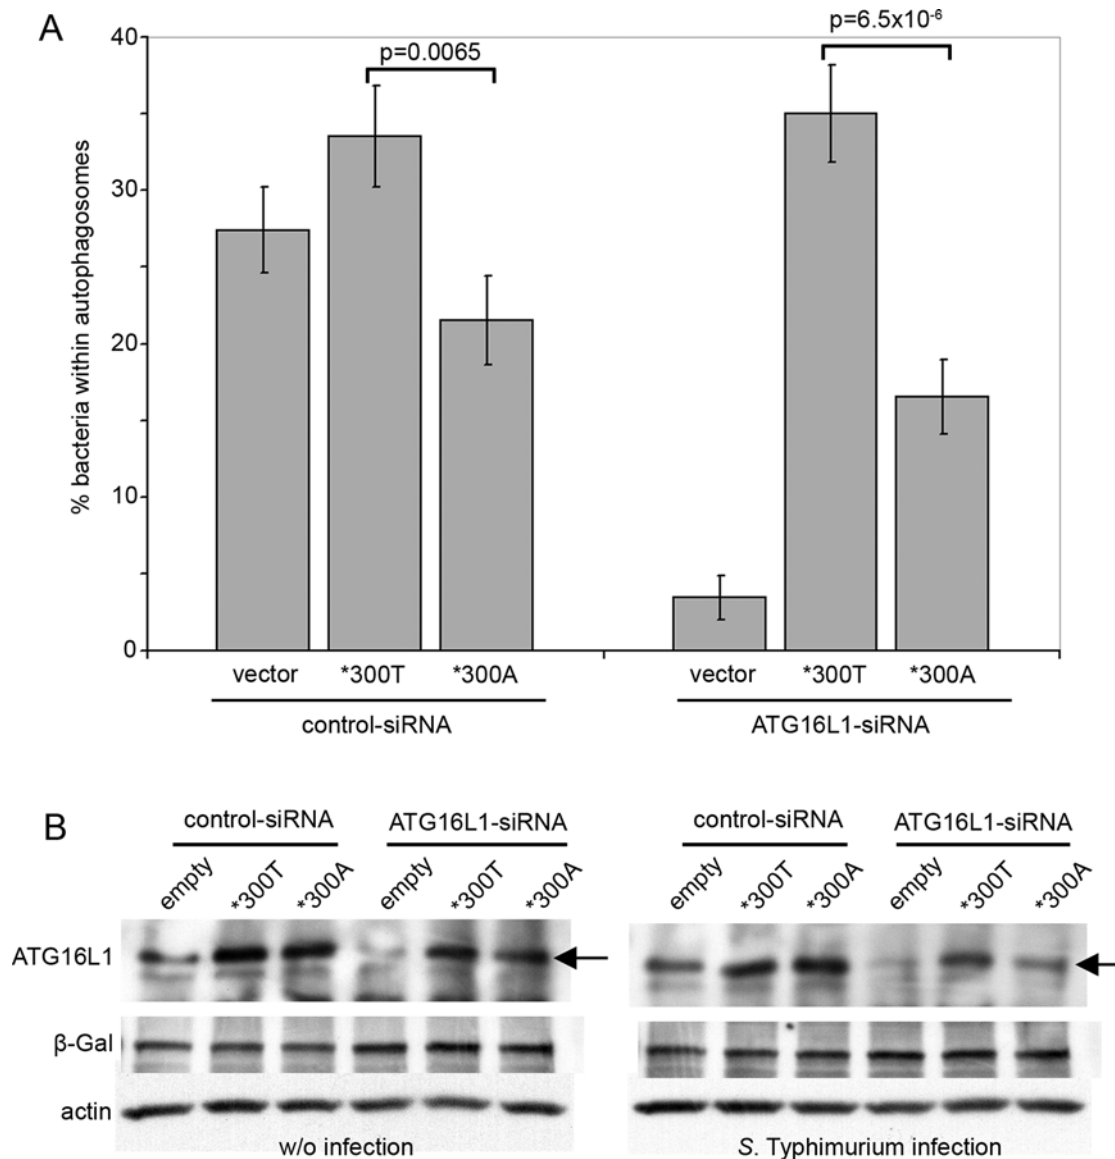 A
p=0.0065
p=6.5x10⁻⁶
40
30
20
10
0
% bacteria within autophagosomes
vector *300T *300A vector *300T *300A
control-siRNA ATG16L1-siRNA
B
control-siRNA ATG16L1-siRNA control-siRNA ATG16L1-siRNA
empty *300T *300A empty *300T *300A empty *300T *300A empty *300T *300A
ATG16L1
β-Gal
actin
w/o infection S. Typhimurium infection